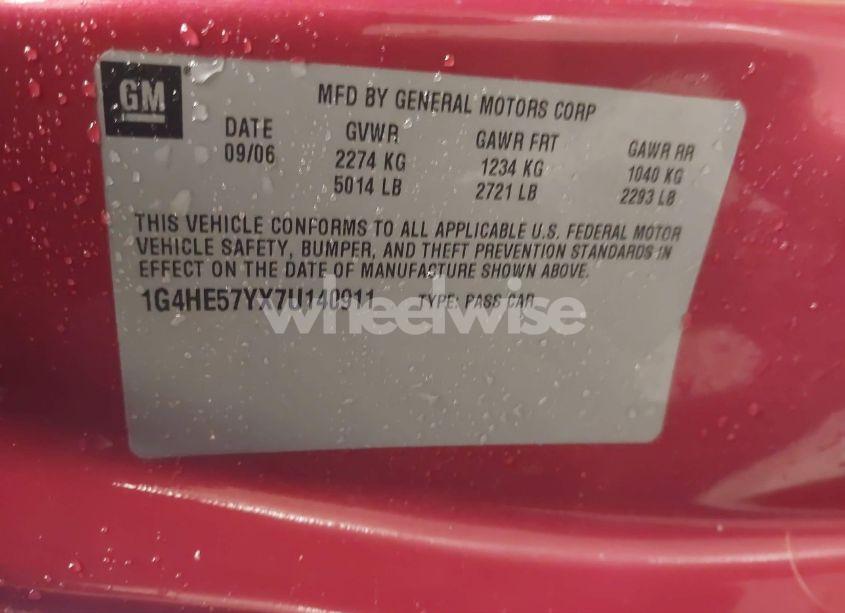 GM
MFD BY GENERAL MOTORS CORP
DATE GVWR GAWR FRT GAWR RR
09/06 2274 KG 1234 KG 1040 KG
5014 LB 2721 LB 2293 LB
THIS VEHICLE CONFORMS TO ALL APPLICABLE U.S. FEDERAL MOTOR
VEHICLE SAFETY, BUMPER, AND THEFT PREVENTION STANDARDS IN
EFFECT ON THE DATE OF MANUFACTURE SHOWN ABOVE.
1G4HE57YX7U140911 TYPE: PASS CAR
wheelwise